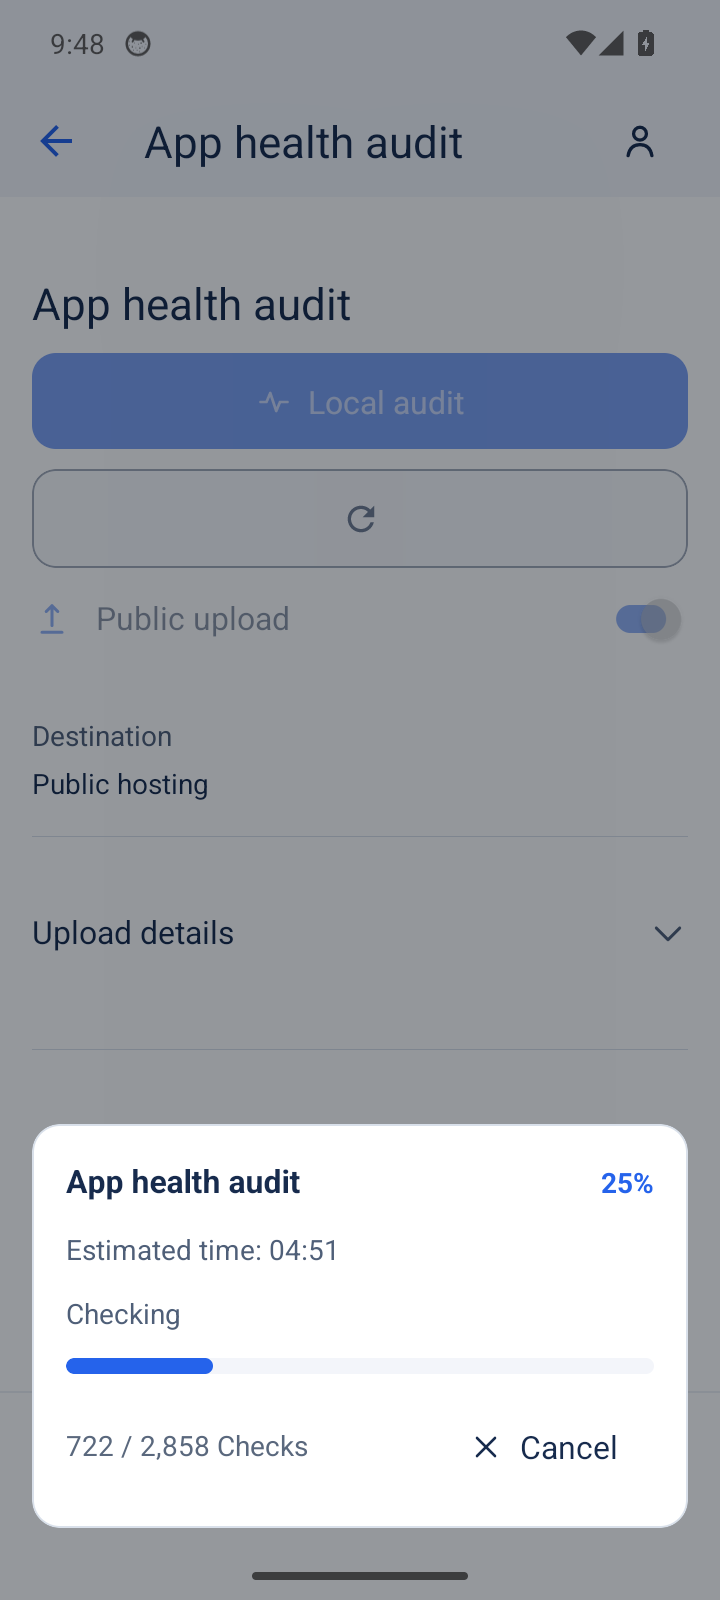 9:48
App health audit
App health audit
Local audit
Public upload
Destination
Public hosting
Upload details
App health audit
25%
Estimated time: 04:51
Checking
722 / 2,858 Checks
Cancel